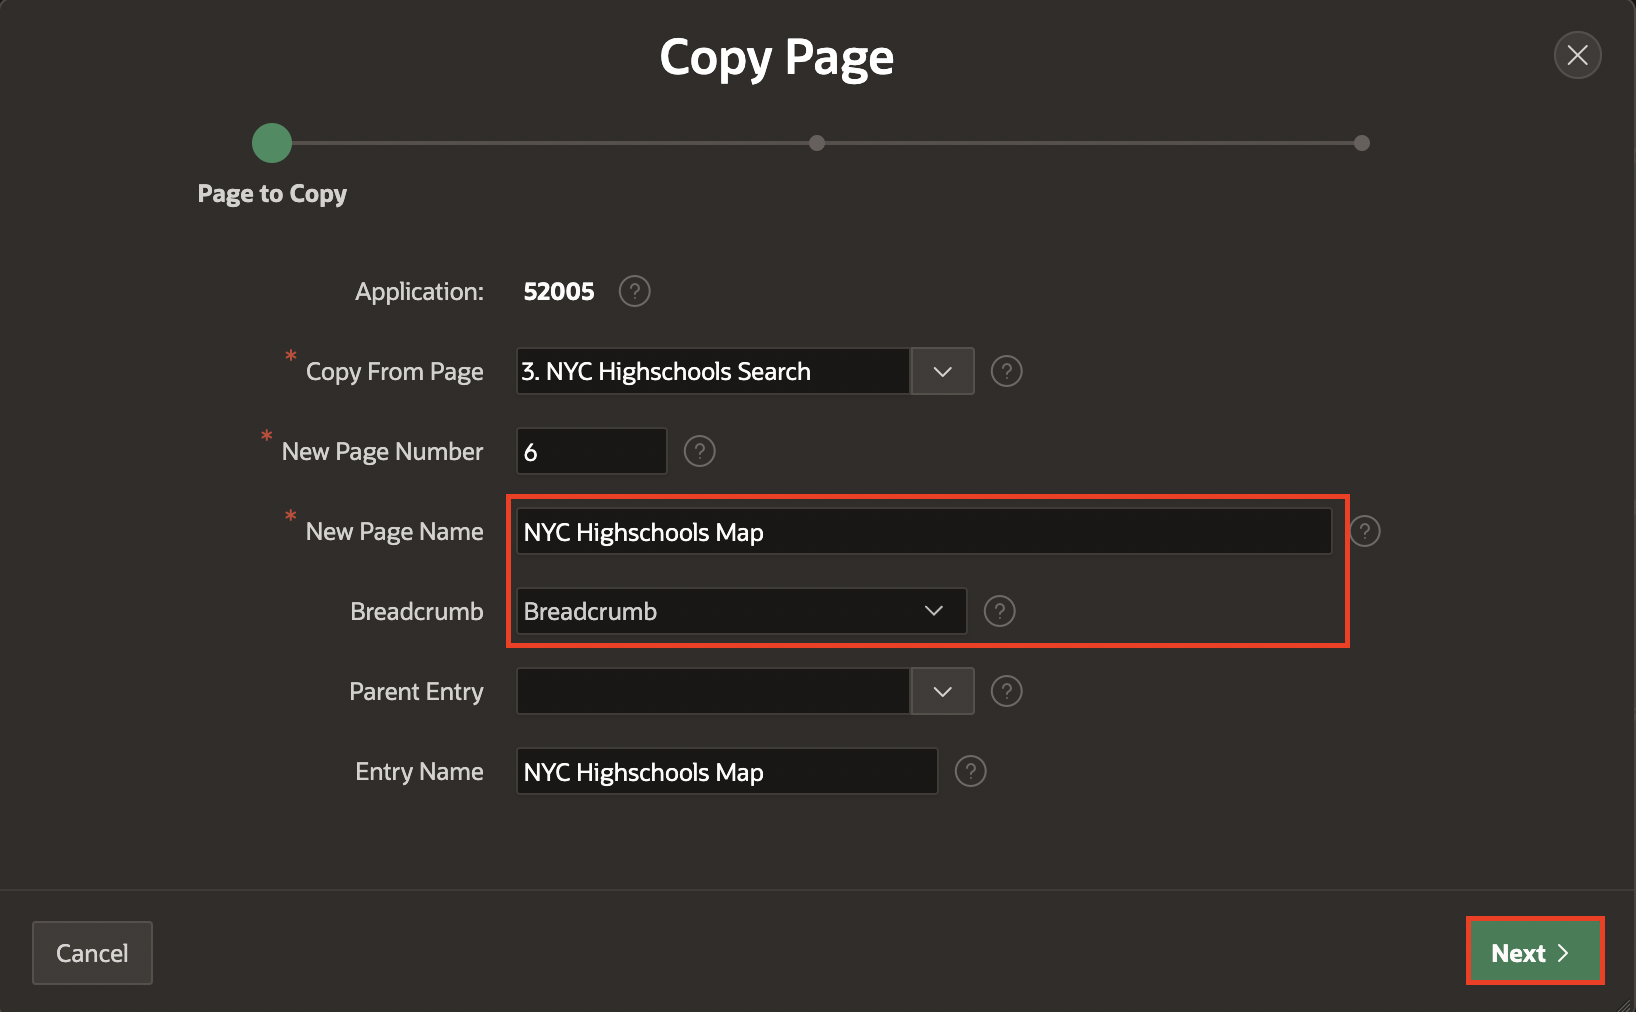 Copy Page
Page to Copy
Application: 52005 ?
* Copy From Page 3. NYC Highschools Search ?
* New Page Number 6 ?
* New Page Name NYC Highschools Map ?
Breadcrumb Breadcrumb ?
Parent Entry ?
Entry Name NYC Highschools Map ?
Cancel Next